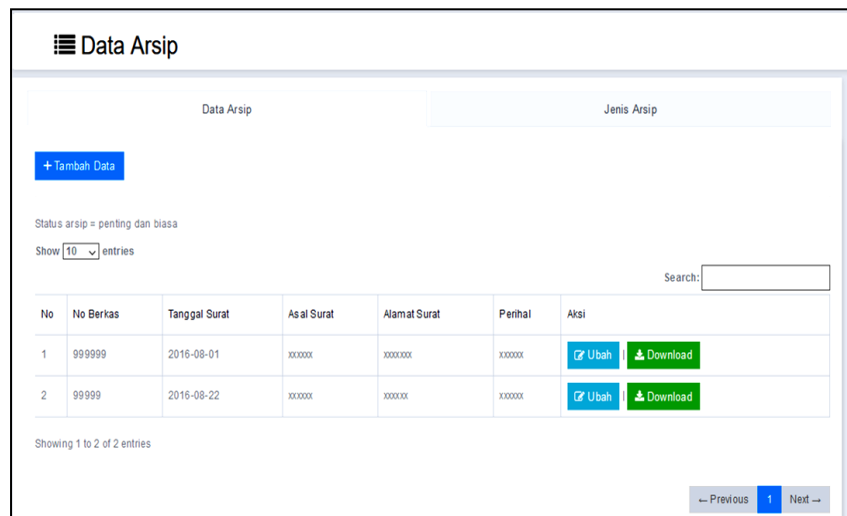 Data Arsip
Data Arsip Jenis Arsip
+ Tambah Data
Status arsip = penting dan biasa
Show 10 entries
Search:
No No Berkas Tanggal Surat Asal Surat Alamat Surat Perihal Aksi
1 999999 2016-08-01 xxxxxx xxxxxxx xxxxxx Ubah | Download
2 99999 2016-08-22 xxxxxx xxxxxxx xxxxxx Ubah | Download
Showing 1 to 2 of 2 entries
← Previous 1 Next →